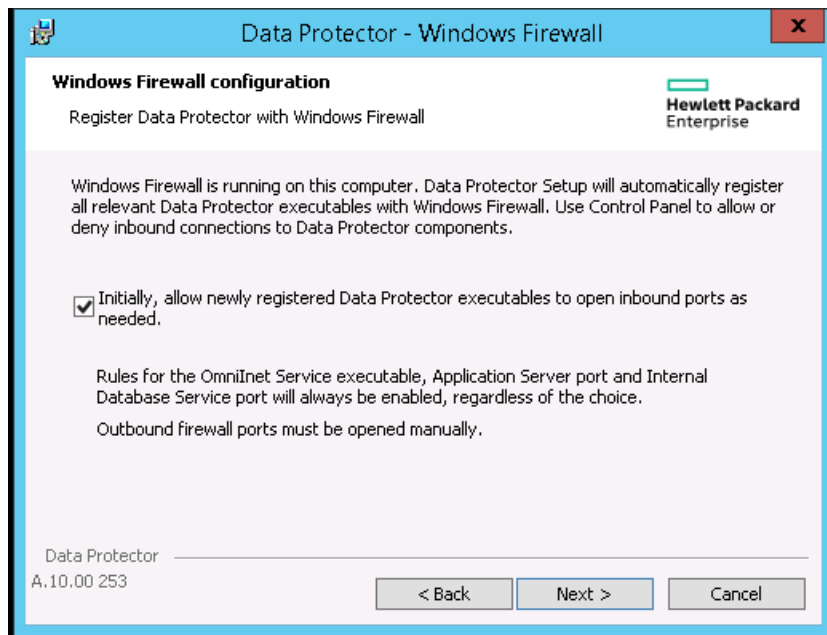 Data Protector - Windows Firewall
x
Windows Firewall configuration
Register Data Protector with Windows Firewall
Hewlett Packard
Enterprise
Windows Firewall is running on this computer. Data Protector Setup will automatically register
all relevant Data Protector executables with Windows Firewall. Use Control Panel to allow or
deny inbound connections to Data Protector components.
Initially, allow newly registered Data Protector executables to open inbound ports as
needed.
Rules for the OmniInet Service executable, Application Server port and Internal
Database Service port will always be enabled, regardless of the choice.
Outbound firewall ports must be opened manually.
Data Protector
A.10.00 253
< Back
Next >
Cancel